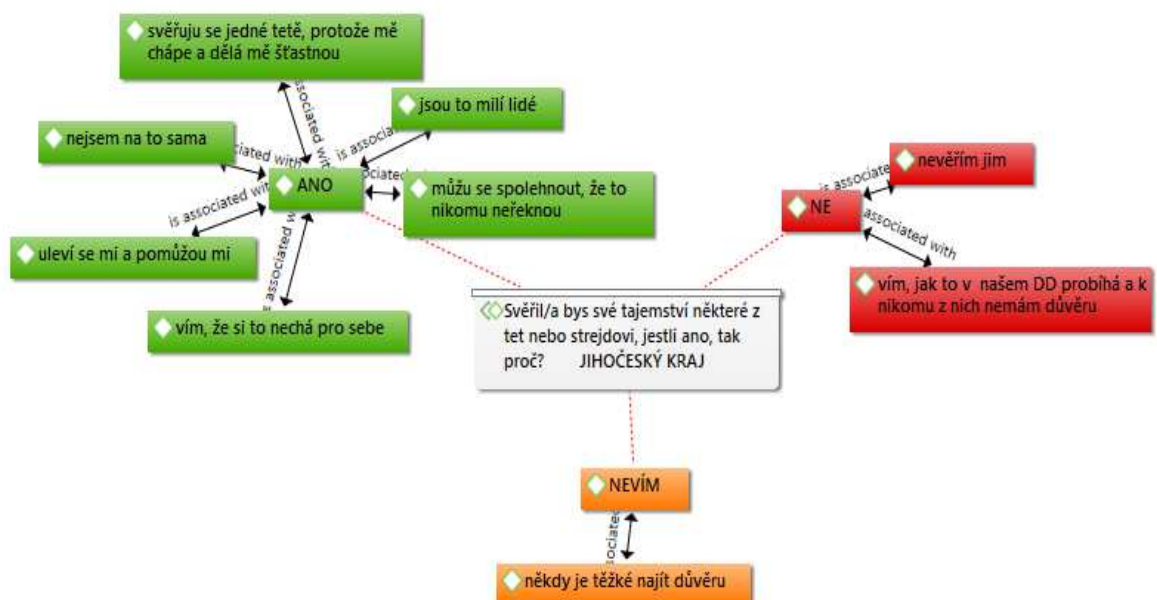 svěřuju se jedné tetě, protože mě
chápe a dělá mě šťastnou
jsou to milí lidé
nejsem na to sama
ANO
můžu se spolehnout, že to
nikomu neřeknou
uleví se mi a pomůžou mi
vím, že si to nechá pro sebe
is associated with
is associated
associated with
is associated with
associated
is associated
nevěřím jim
NE
associated with
vím, jak to v našem DD probíhá a k
nikomu z nich nemám důvěru
Svěřil/a bys své tajemství některé z
tet nebo strejdovi, jestli ano, tak
proč? JIHOČESKÝ KRAJ
NEVÍM
někdy je těžké najít důvěru